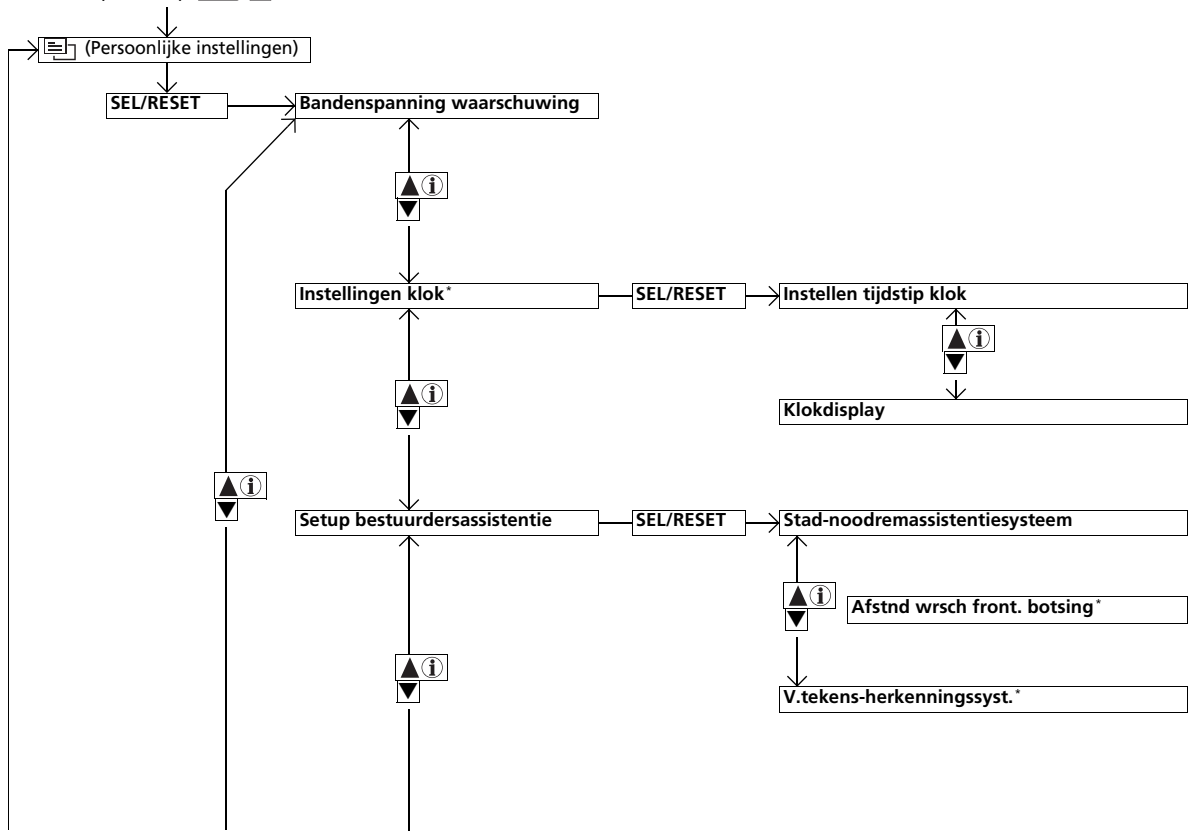 (Persoonlijke instellingen)
SEL/RESET
Bandenspanning waarschuwing
Instellingen klok*
SEL/RESET
Instellen tijdstip klok
Klokdisplay
Setup bestuurdersassistentie
SEL/RESET
Stad-noodremassistentiesysteem
Afstnd wrsch front. botsing*
V.tekens-herkenningssyst.*